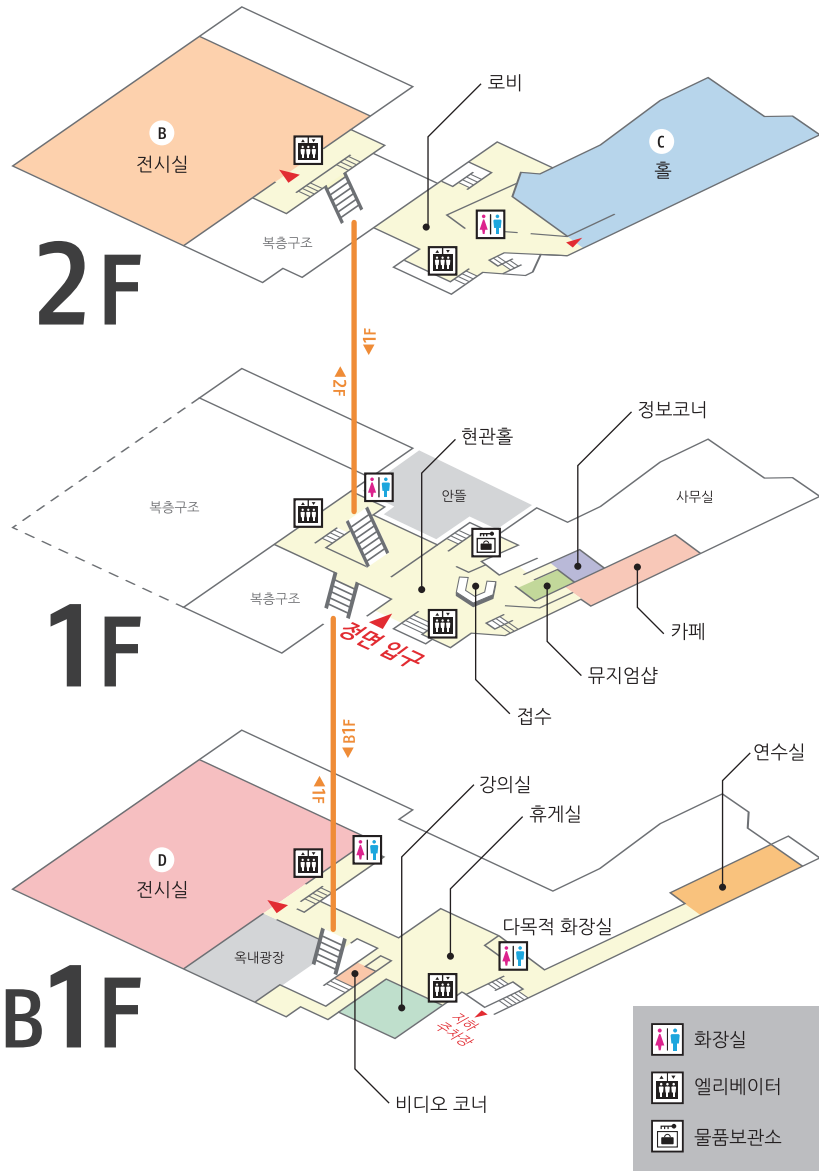 로비
B
전시실
C
홀
복층구조
2F
◀1F
◀2F
정보코너
현관홀
안뜰
사무실
복층구조
복층구조
1F
정면 입구
카페
뮤지엄샵
접수
◀B1F
◀1F
연수실
강의실
휴게실
D
전시실
다목적 화장실
옥내광장
B1F
지하
주차장
비디오 코너
화장실
엘리베이터
물품보관소